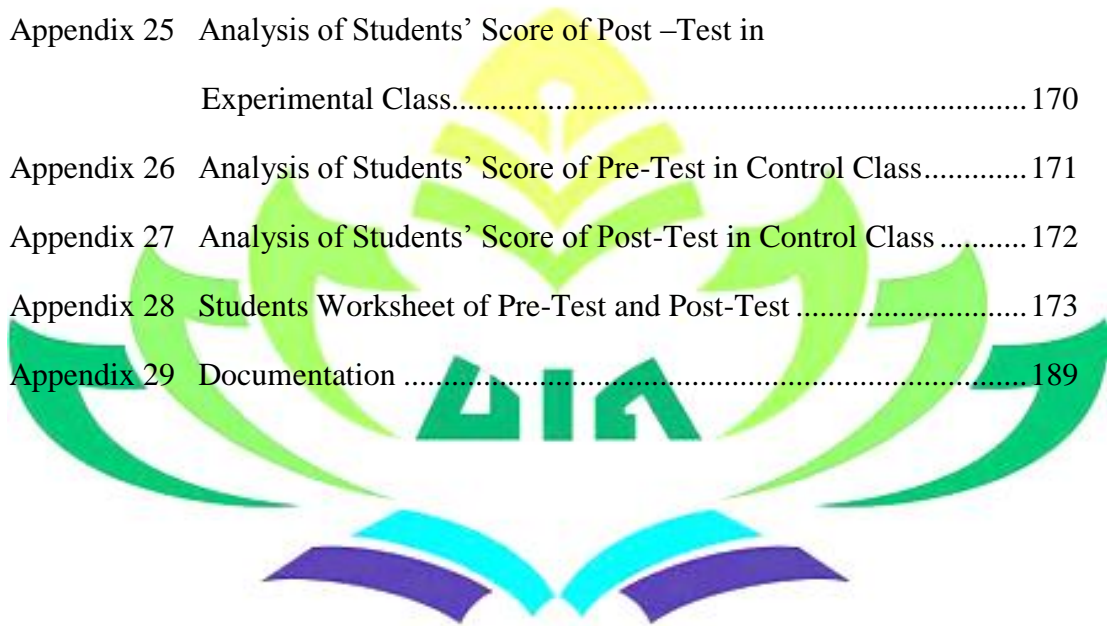 Appendix 25 Analysis of Students’ Score of Post –Test in
Experimental Class........................................................................170
Appendix 26 Analysis of Students’ Score of Pre-Test in Control Class.............171
Appendix 27 Analysis of Students’ Score of Post-Test in Control Class ...........172
Appendix 28 Students Worksheet of Pre-Test and Post-Test .............................173
Appendix 29 Documentation ...............................................................................189